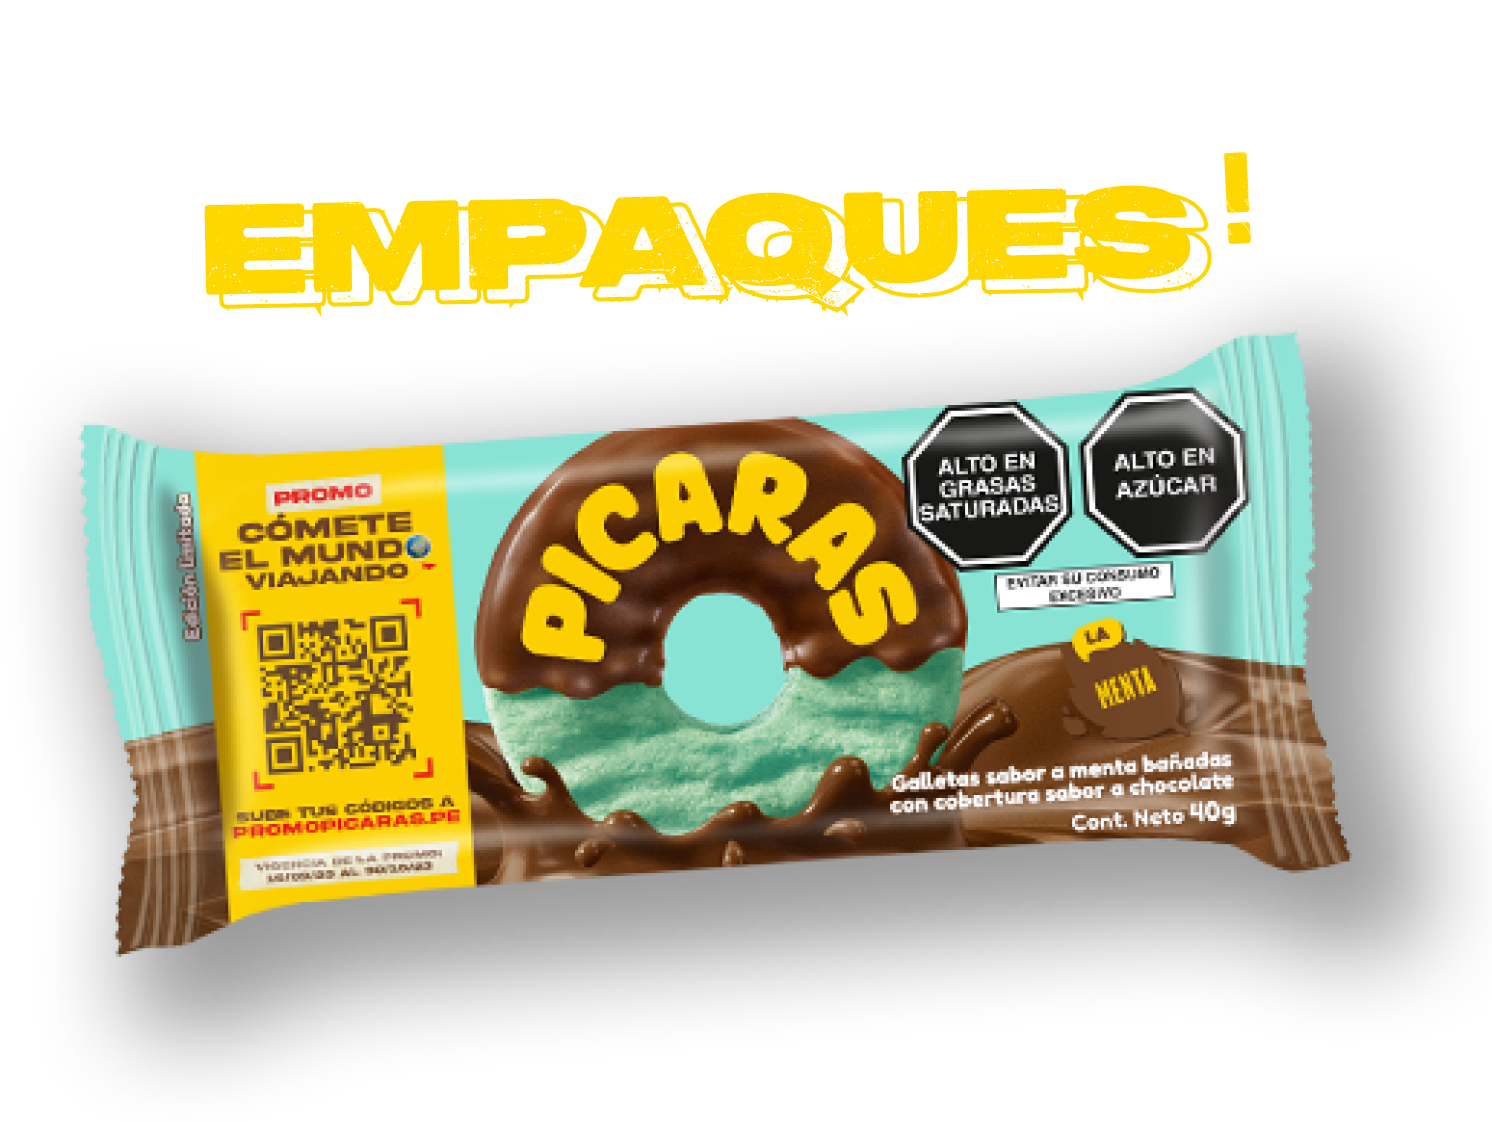 EMPAQUES!
Edición Limitada
PROMO
CÓMETE
EL MUNDO
VIAJANDO
SUBE TUS CÓDIGOS A
PROMOPICARAS.PE
VIGENCIA DE LA PROMO:
AL
PICARAS
ALTO EN
GRASAS
SATURADAS
ALTO EN
AZÚCAR
EVITAR SU CONSUMO
EXCESIVO
LA
MENTA
Galletas sabor a menta bañadas
con cobertura sabor a chocolate
Cont. Neto 40g